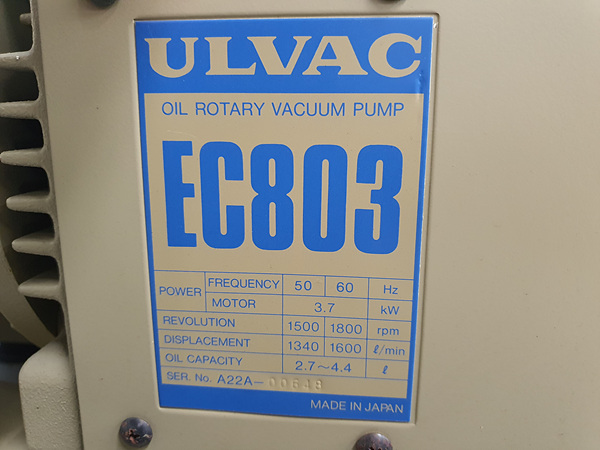 ULVAC
OIL ROTARY VACUUM PUMP
EC803
POWER FREQUENCY 50 60 Hz
MOTOR 3.7 kW
REVOLUTION 1500 1800 rpm
DISPLACEMENT 1340 1600 ℓ/min
OIL CAPACITY 2.7~4.4 ℓ
SER. No. A22A-00648
MADE IN JAPAN